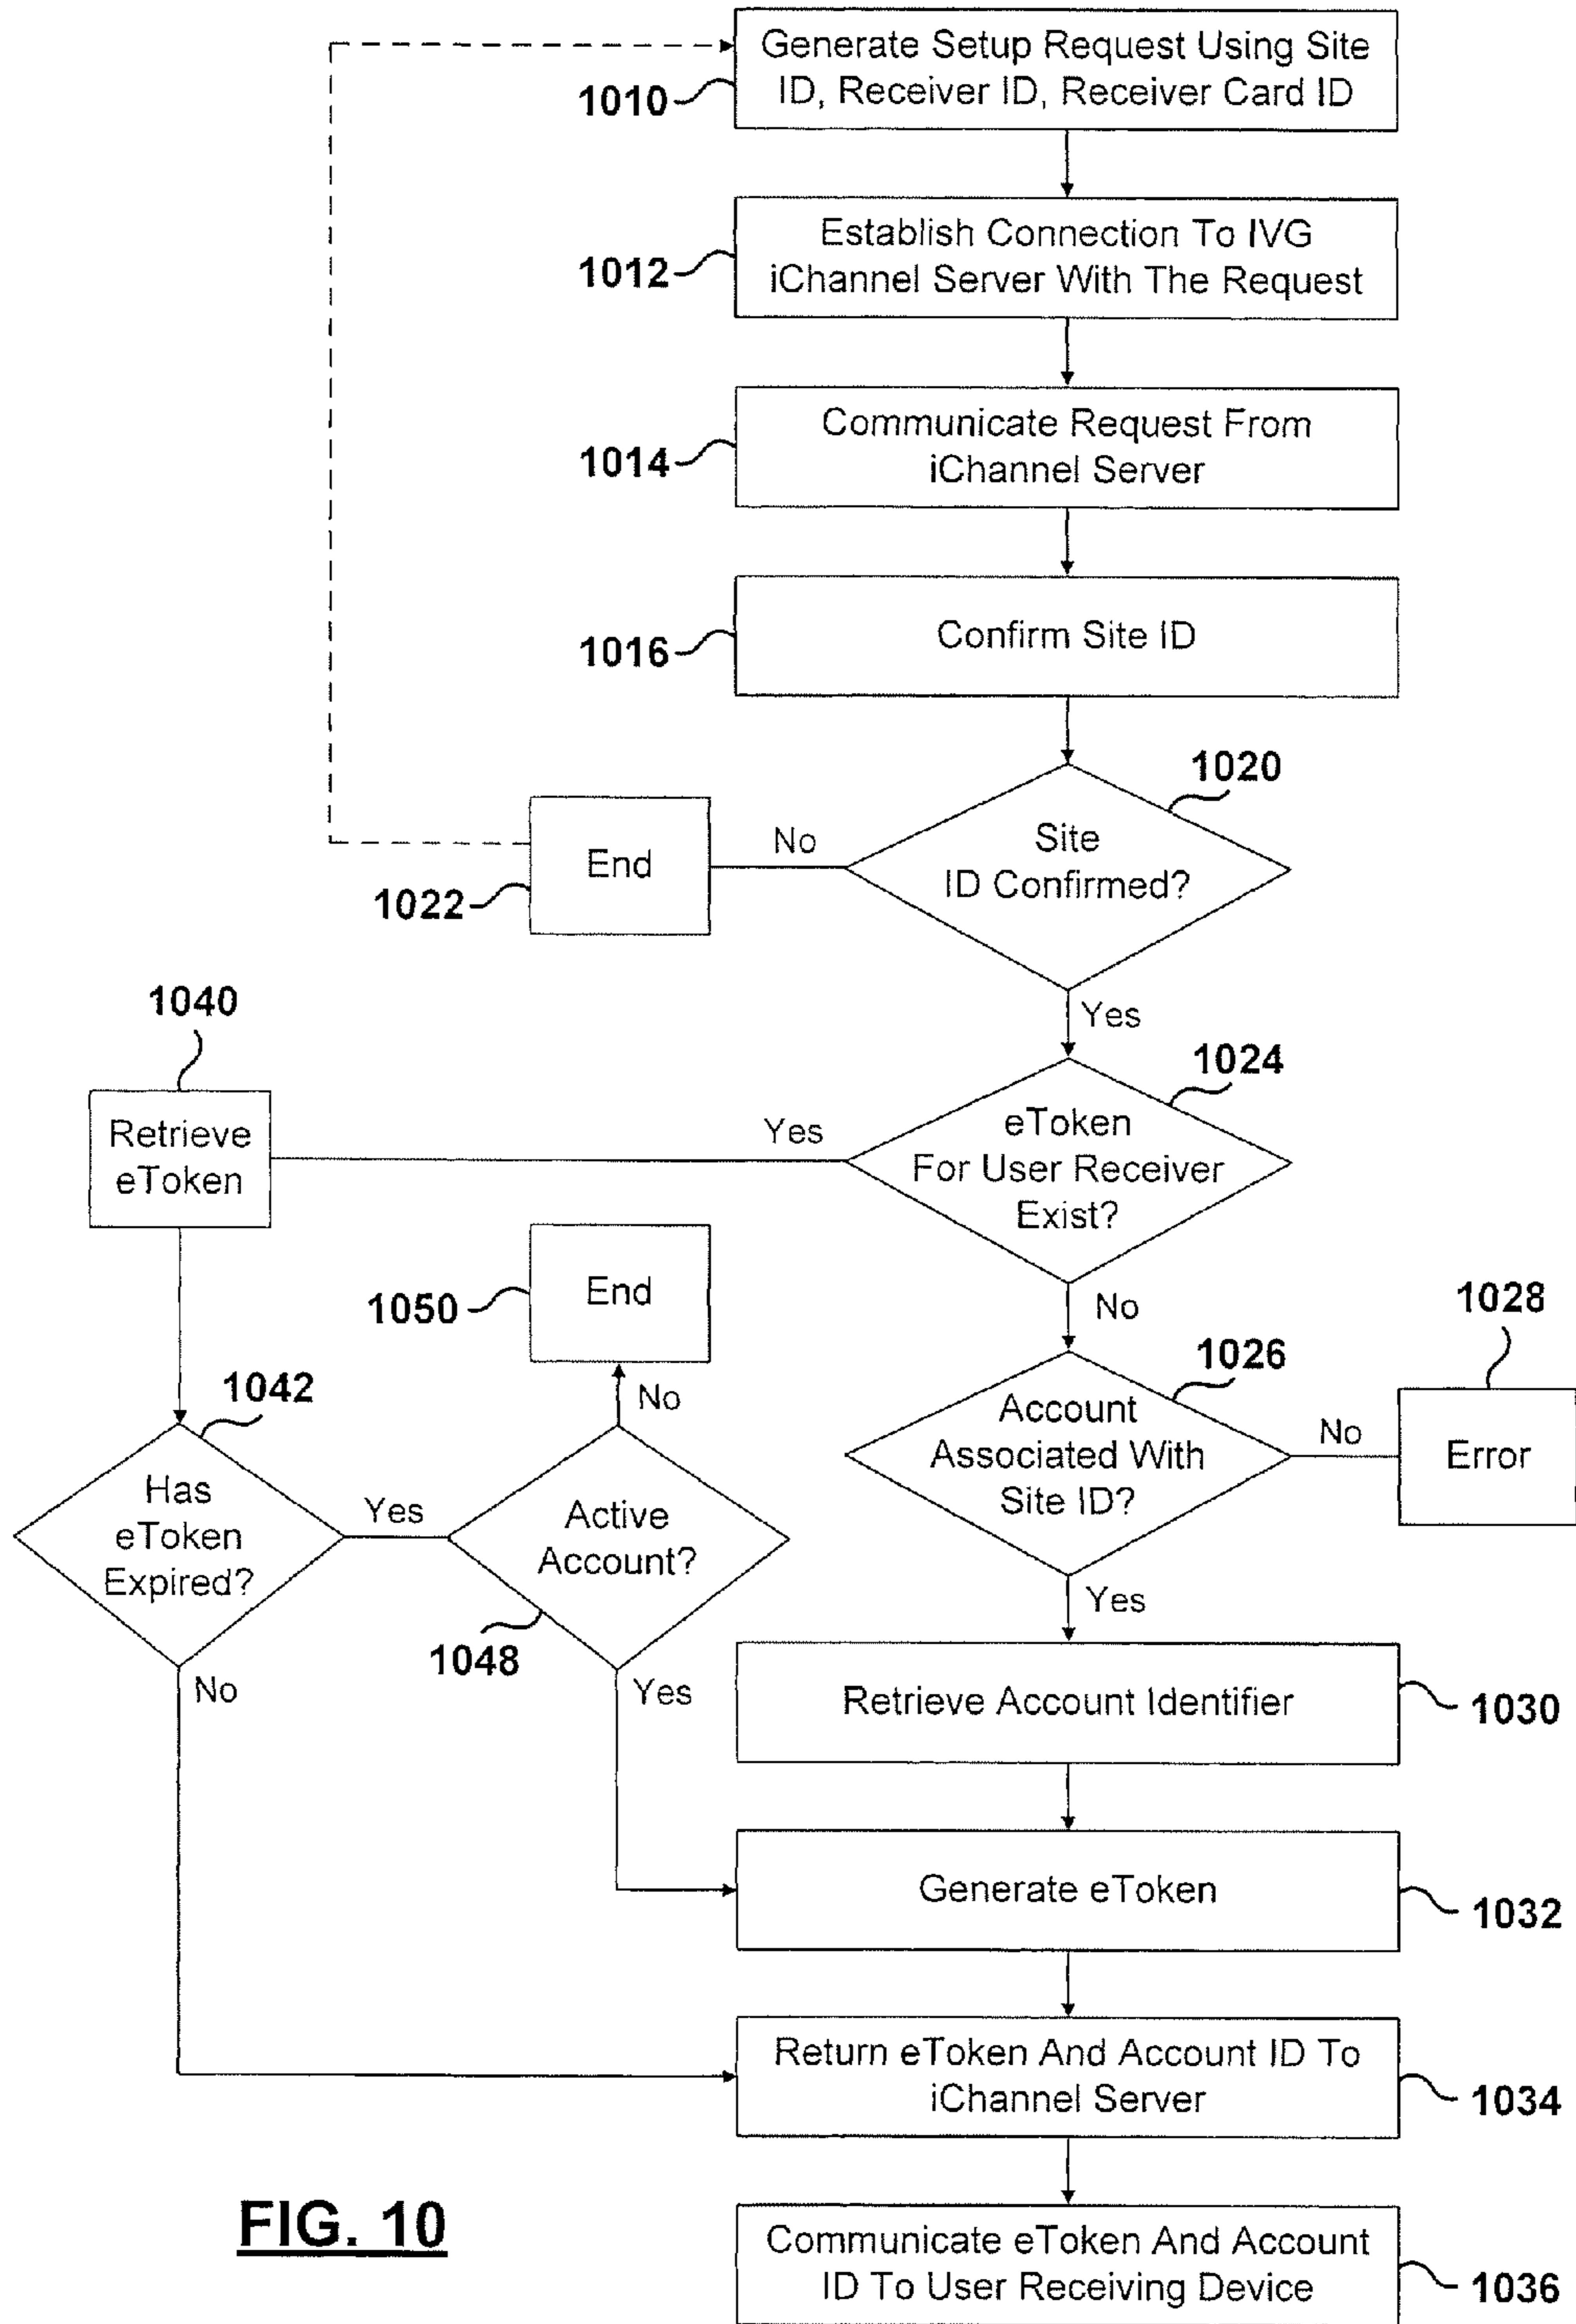 Generate Setup Request Using Site
ID, Receiver ID, Receiver Card ID
1010
Establish Connection To IVG
iChannel Server With The Request
1012
Communicate Request From
iChannel Server
1014
Confirm Site ID
1016
1020
Site
ID Confirmed?
No
End
1022
Yes
1040
1024
Retrieve
eToken
Yes
eToken
For User Receiver
Exist?
End
1050
No
1028
1042
No
1026
Account
Associated With
Site ID?
No
Error
Has
eToken
Expired?
Yes
Active
Account?
1048
Yes
No
Yes
Retrieve Account Identifier
1030
Generate eToken
1032
Return eToken And Account ID To
iChannel Server
1034
FIG. 10
Communicate eToken And Account
ID To User Receiving Device
1036